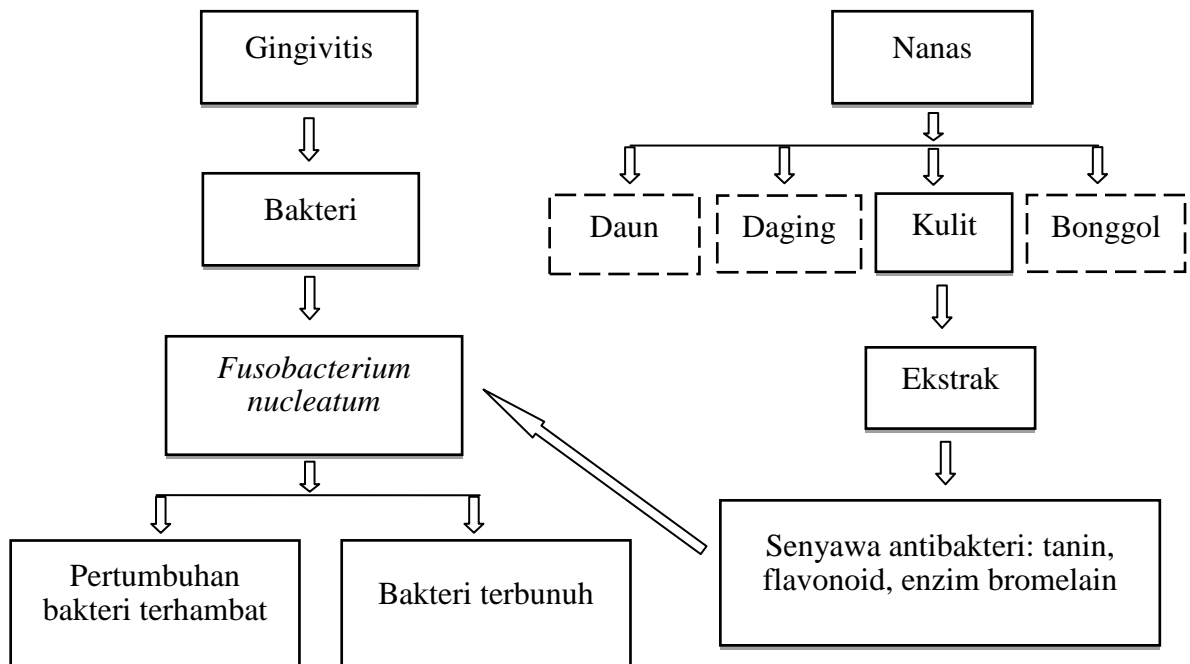 Gingivitis
Nanas
Bakteri
Daun
Daging
Kulit
Bonggol
Fusobacterium
nucleatum
Ekstrak
Pertumbuhan
bakteri terhambat
Bakteri terbunuh
Senyawa antibakteri: tanin,
flavonoid, enzim bromelain